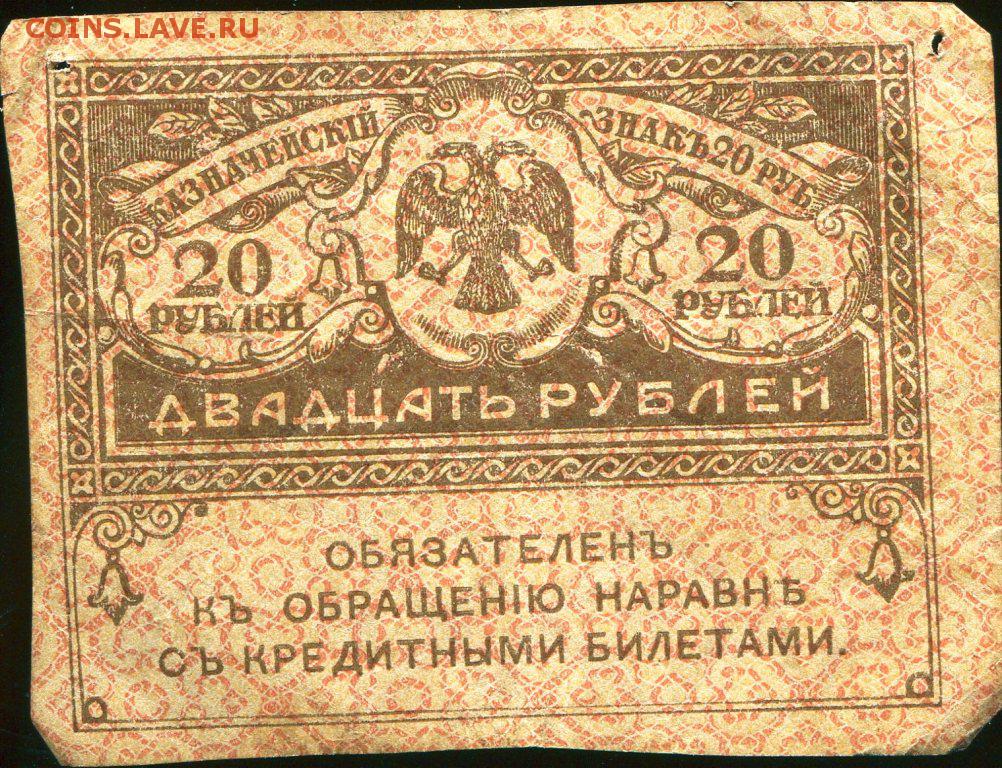 COINS.LAVE.RU
КАЗНАЧЕЙСКІЙ ЗНАКЪ 20 РУБ
20 РУБЛЕЙ
20 РУБЛЕЙ
ДВАДЦАТЬ РУБЛЕЙ
ОБЯЗАТЕЛЕНЪ
КЪ ОБРАЩЕНІЮ НАРАВНѢ
СЪ КРЕДИТНЫМИ БИЛЕТАМИ.